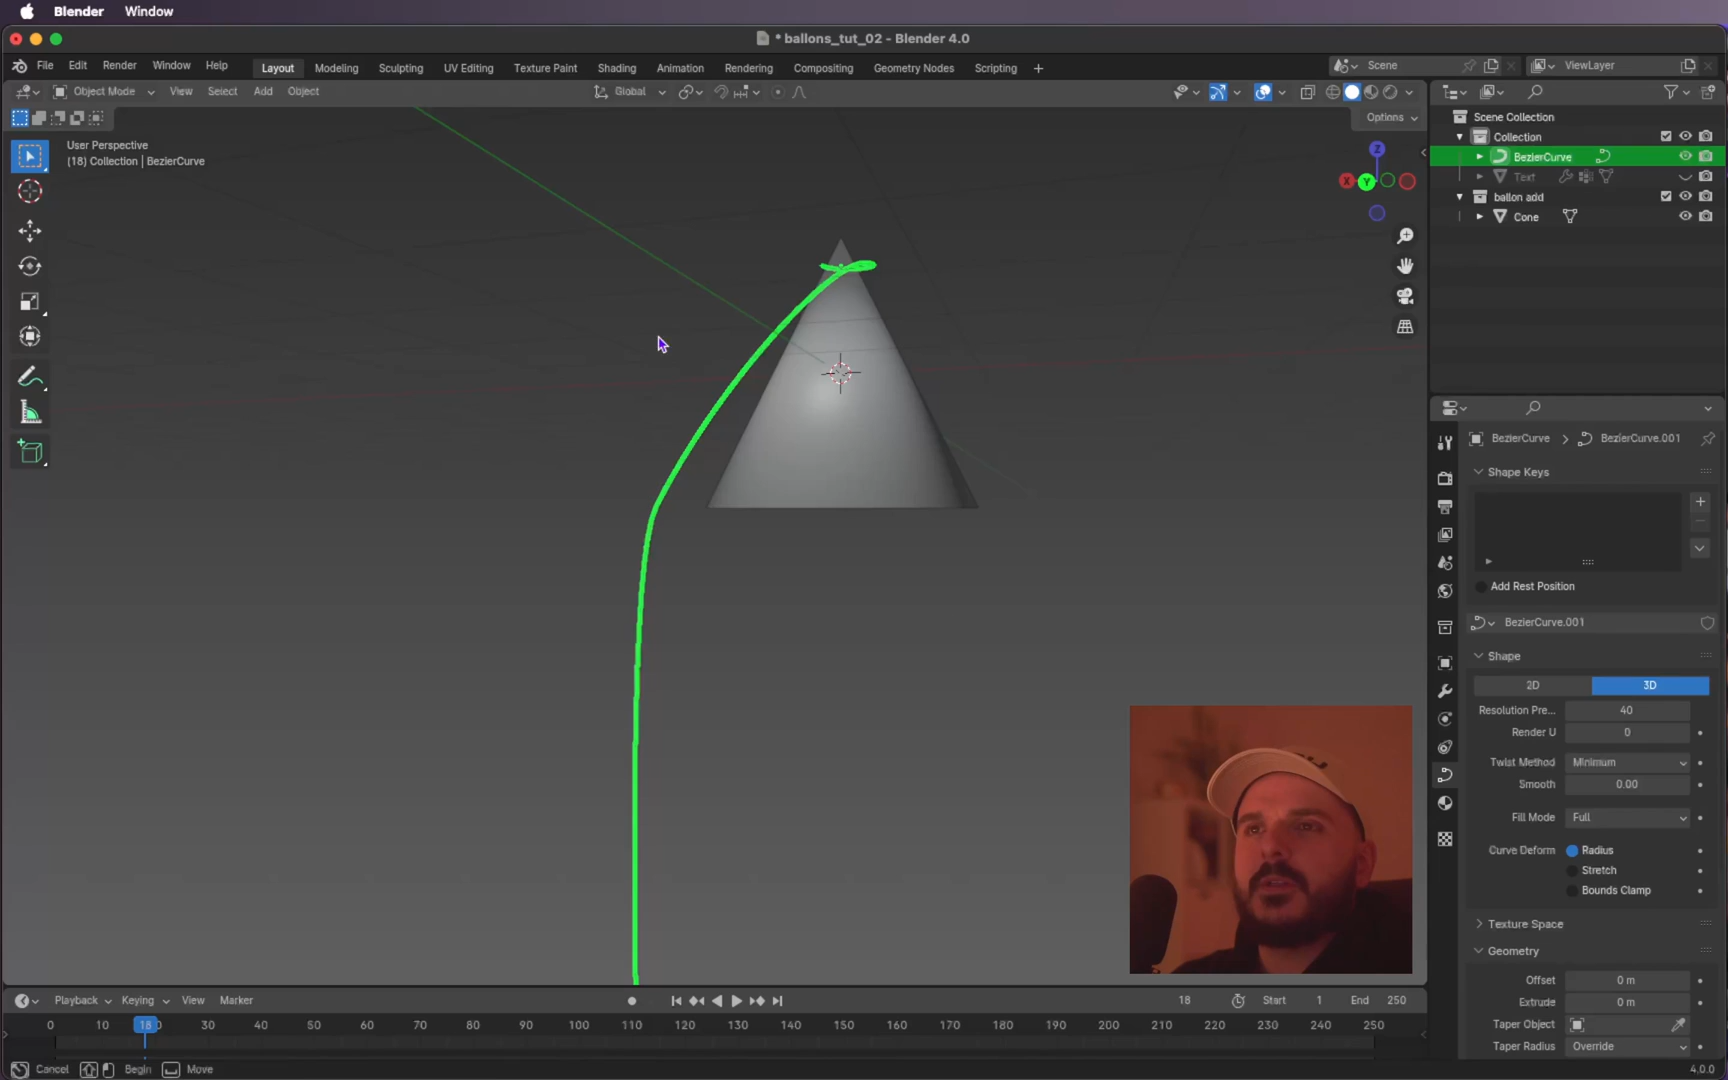 Blender Window
* ballons_tut_02 - Blender 4.0
File Edit Render Window Help
Layout Modeling Sculpting UV Editing Texture Paint Shading Animation Rendering Compositing Geometry Nodes Scripting +
Scene
ViewLayer
Object Mode View Select Add Object
Global
Options
User Perspective
(18) Collection | BezierCurve
Z
X
Y
Scene Collection
Collection
BezierCurve
Text
ballon add
Cone
BezierCurve > BezierCurve.001
Shape Keys
Add Rest Position
BezierCurve.001
Shape
2D 3D
Resolution Pre... 40
Render U 0
Twist Method Minimum
Smooth 0.00
Fill Mode Full
Curve Deform Radius
Stretch
Bounds Clamp
Texture Space
Geometry
Offset 0 m
Extrude 0 m
Taper Object
Taper Radius Override
Playback Keying View Marker
18 Start 1 End 250
0 10 18 30 40 50 60 70 80 90 100 110 120 130 140 150 160 170 180 190 200 210 220 230 240 250
Cancel Begin Move
4.0.0